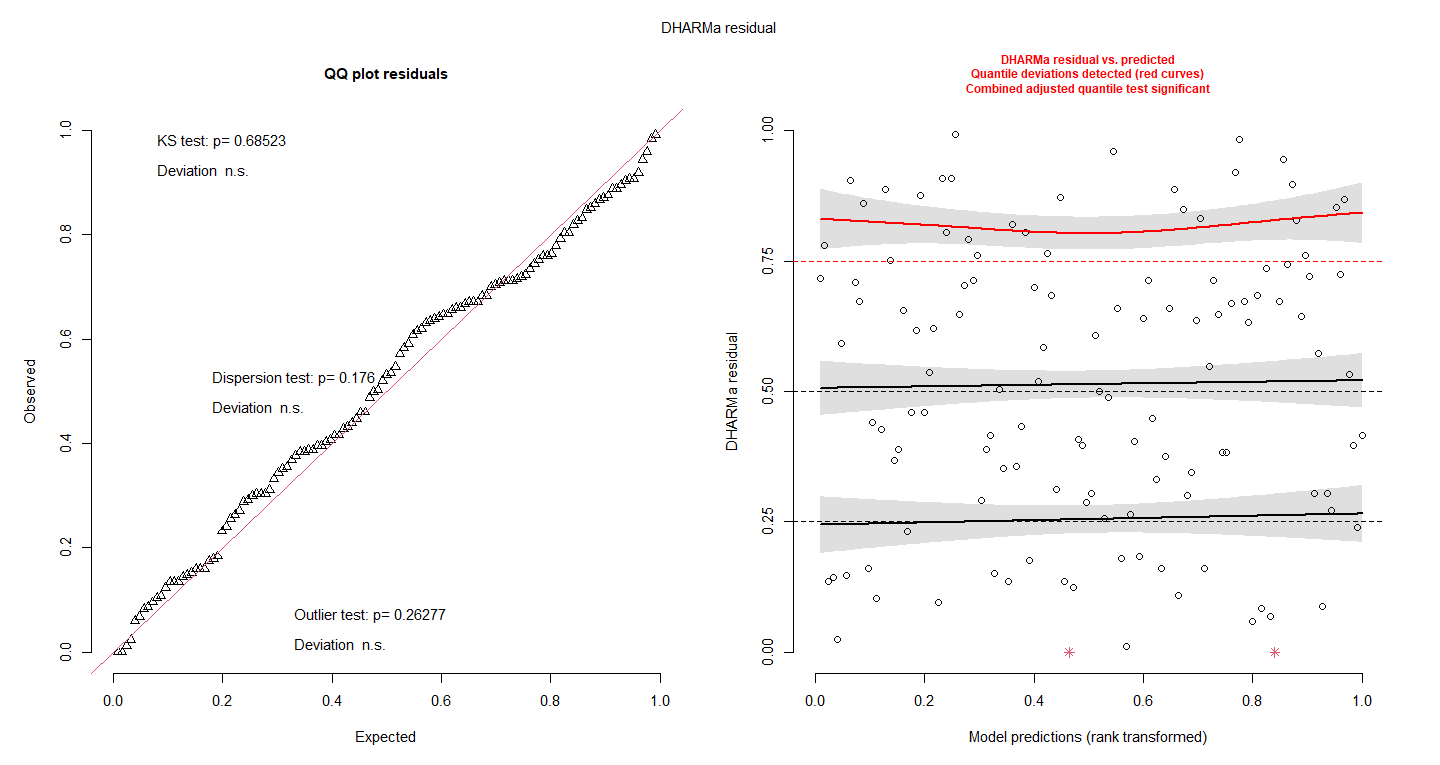 DHARMa residual
QQ plot residuals
KS test: p= 0.68523
Deviation n.s.
Dispersion test: p= 0.176
Deviation n.s.
Outlier test: p= 0.26277
Deviation n.s.
Observed
0.0
0.2
0.4
0.6
0.8
1.0
0.0 0.2 0.4 0.6 0.8 1.0
Expected
DHARMa residual vs. predicted
Quantile deviations detected (red curves)
Combined adjusted quantile test significant
DHARMa residual
0.00
0.25
0.50
0.75
1.00
0.0 0.2 0.4 0.6 0.8 1.0
Model predictions (rank transformed)